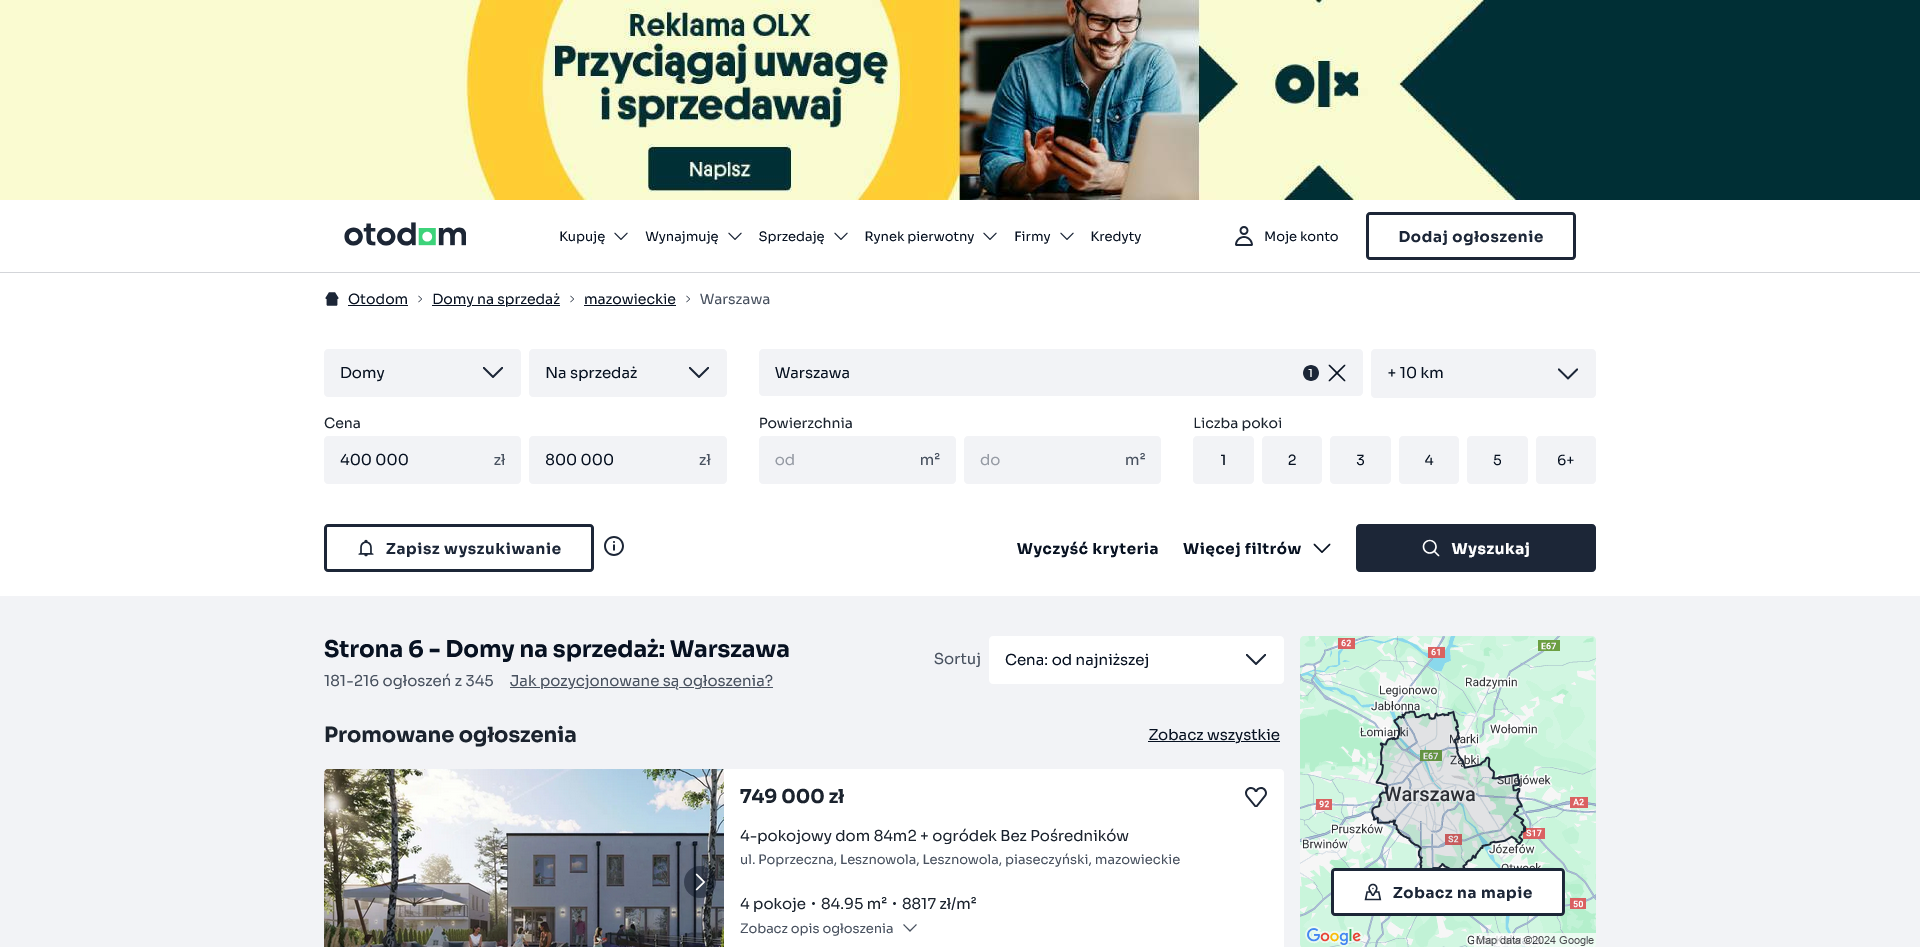 Reklama OLX
Przyciągaj uwagę
i sprzedawaj
Napisz
olx
otodom
Kupuję
Wynajmuję
Sprzedaję
Rynek pierwotny
Firmy
Kredyty
Moje konto
Dodaj ogłoszenie
Otodom
Domy na sprzedaż
mazowieckie
Warszawa
Domy
Na sprzedaż
Warszawa
1
+ 10 km
Cena
Powierzchnia
Liczba pokoi
400 000 zł
800 000 zł
od m²
do m²
1
2
3
4
5
6+
Zapisz wyszukiwanie
Wyczyść kryteria
Więcej filtrów
Wyszukaj
Strona 6 - Domy na sprzedaż: Warszawa
181-216 ogłoszeń z 345
Jak pozycjonowane są ogłoszenia?
Sortuj
Cena: od najniższej
Promowane ogłoszenia
Zobacz wszystkie
749 000 zł
4-pokojowy dom 84m2 + ogródek Bez Pośredników
ul. Poprzeczna, Lesznowola, Lesznowola, piaseczyński, mazowieckie
4 pokoje • 84.95 m² • 8817 zł/m²
Zobacz opis ogłoszenia
62
61
E67
Radzymin
Legionowo
Jabłonna
Wołomin
Łomianki
Marki
E67
Ząbki
Sulejówek
Warszawa
92
A2
Pruszków
S17
S2
Brwinów
Józefów
Otwock
Zobacz na mapie
50
Google
Map data ©2024 Google